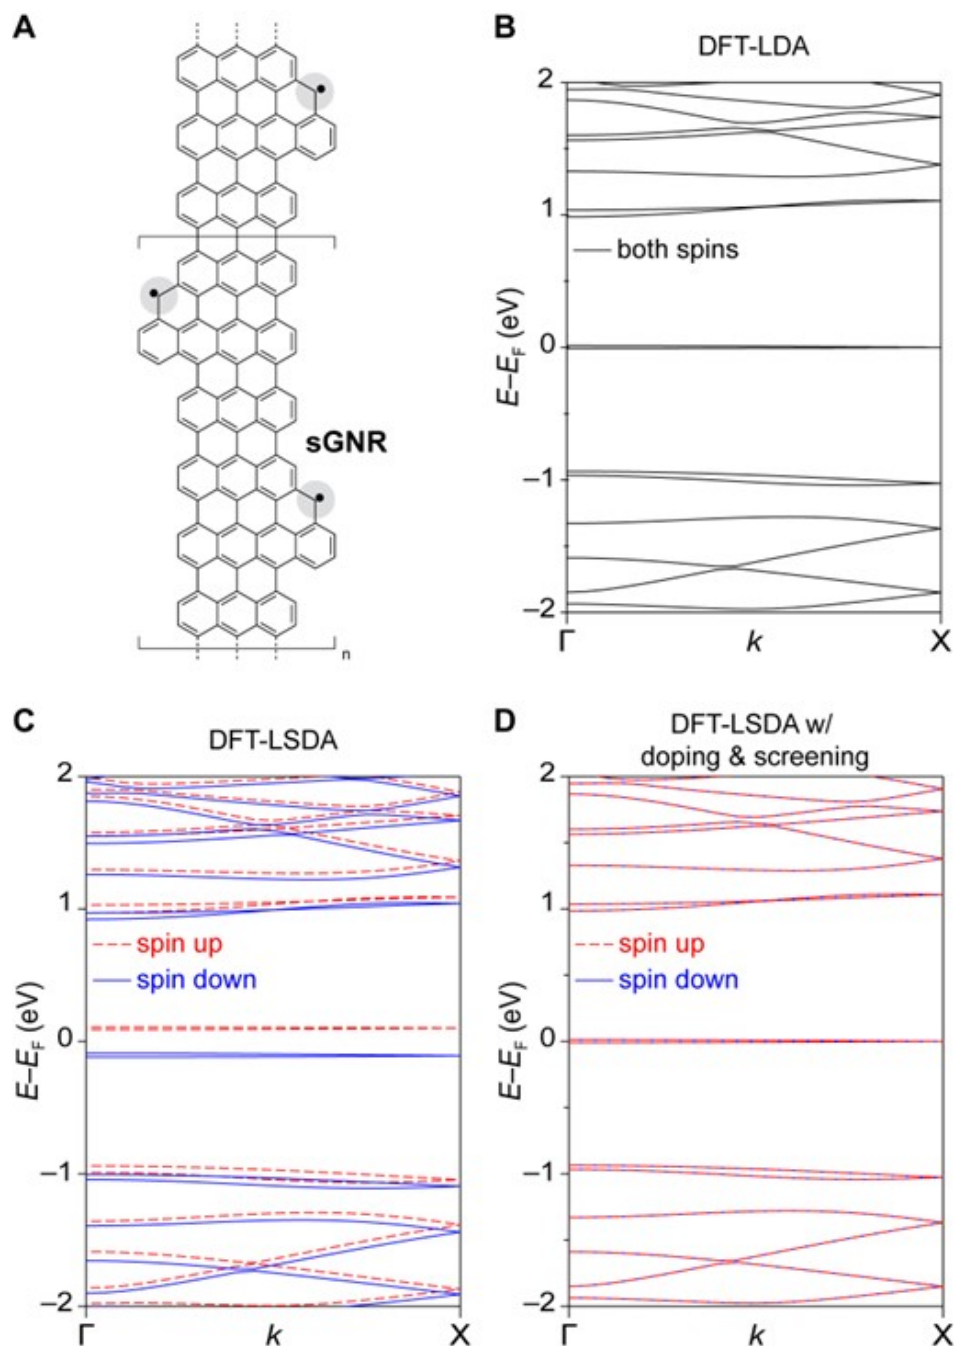 A
sGNR
n
B
DFT-LDA
2
1
0
−1
−2
E–E_F (eV)
both spins
Γ
k
X
C
DFT-LSDA
2
1
0
−1
−2
E–E_F (eV)
spin up
spin down
Γ
k
X
D
DFT-LSDA w/
doping & screening
2
1
0
−1
−2
E–E_F (eV)
spin up
spin down
Γ
k
X